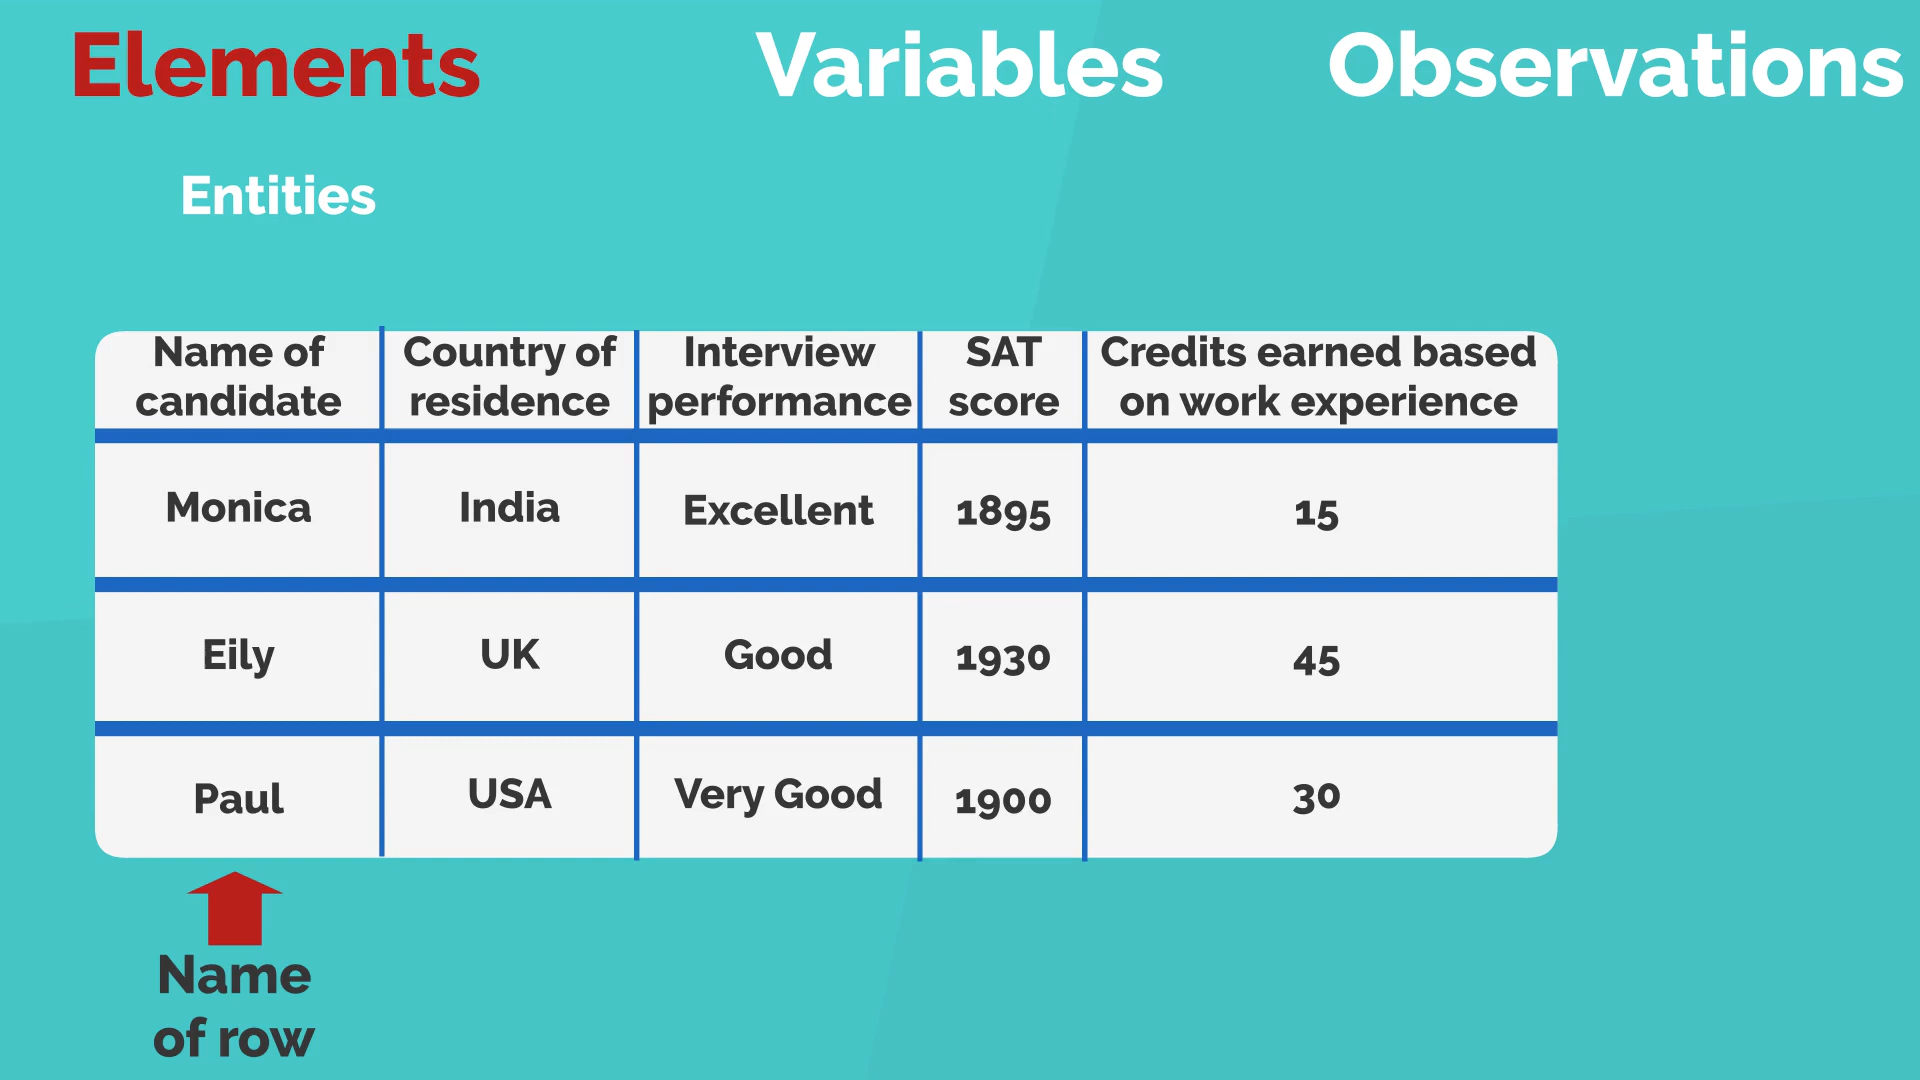 Elements Variables Observations
Entities
Name of candidate Country of residence Interview performance SAT score Credits earned based on work experience
Monica India Excellent 1895 15
Eily UK Good 1930 45
Paul USA Very Good 1900 30
Name
of row